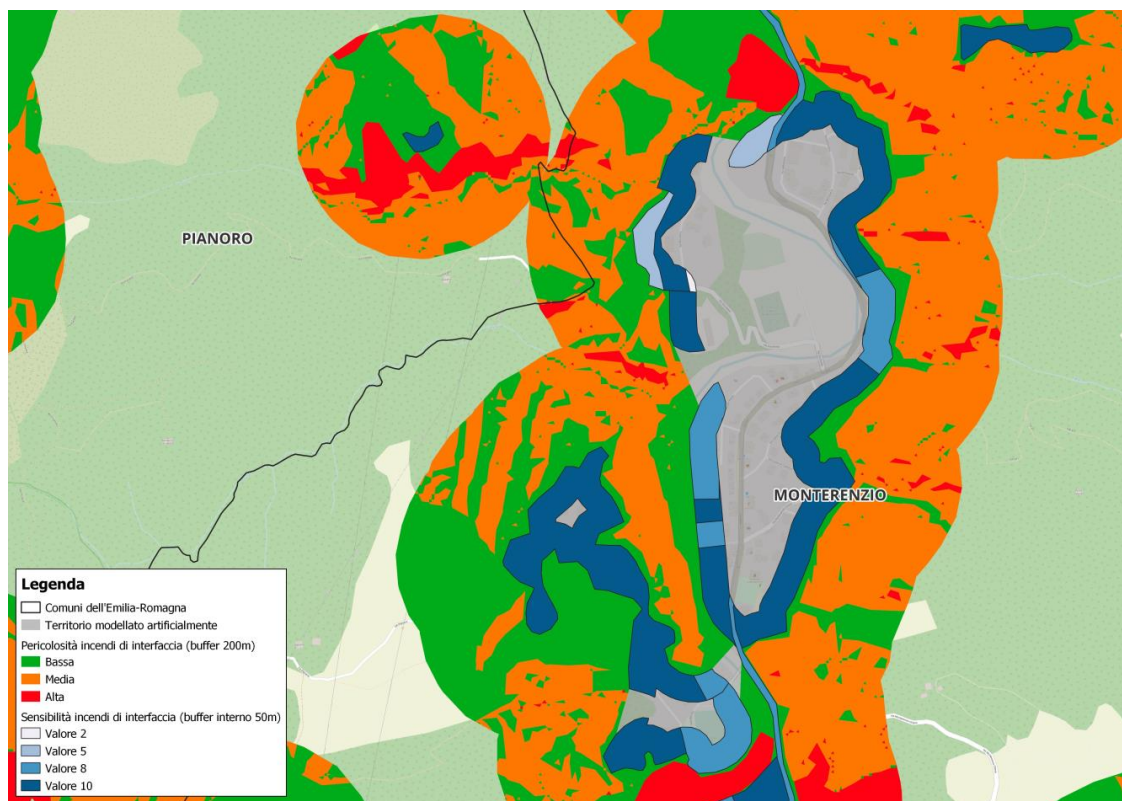 PIANORO
MONTERENZIO
Legenda
Comuni dell'Emilia-Romagna
Territorio modellato artificialmente
Pericolosità incendi di interfaccia (buffer 200m)
Bassa
Media
Alta
Sensibilità incendi di interfaccia (buffer interno 50m)
Valore 2
Valore 5
Valore 8
Valore 10